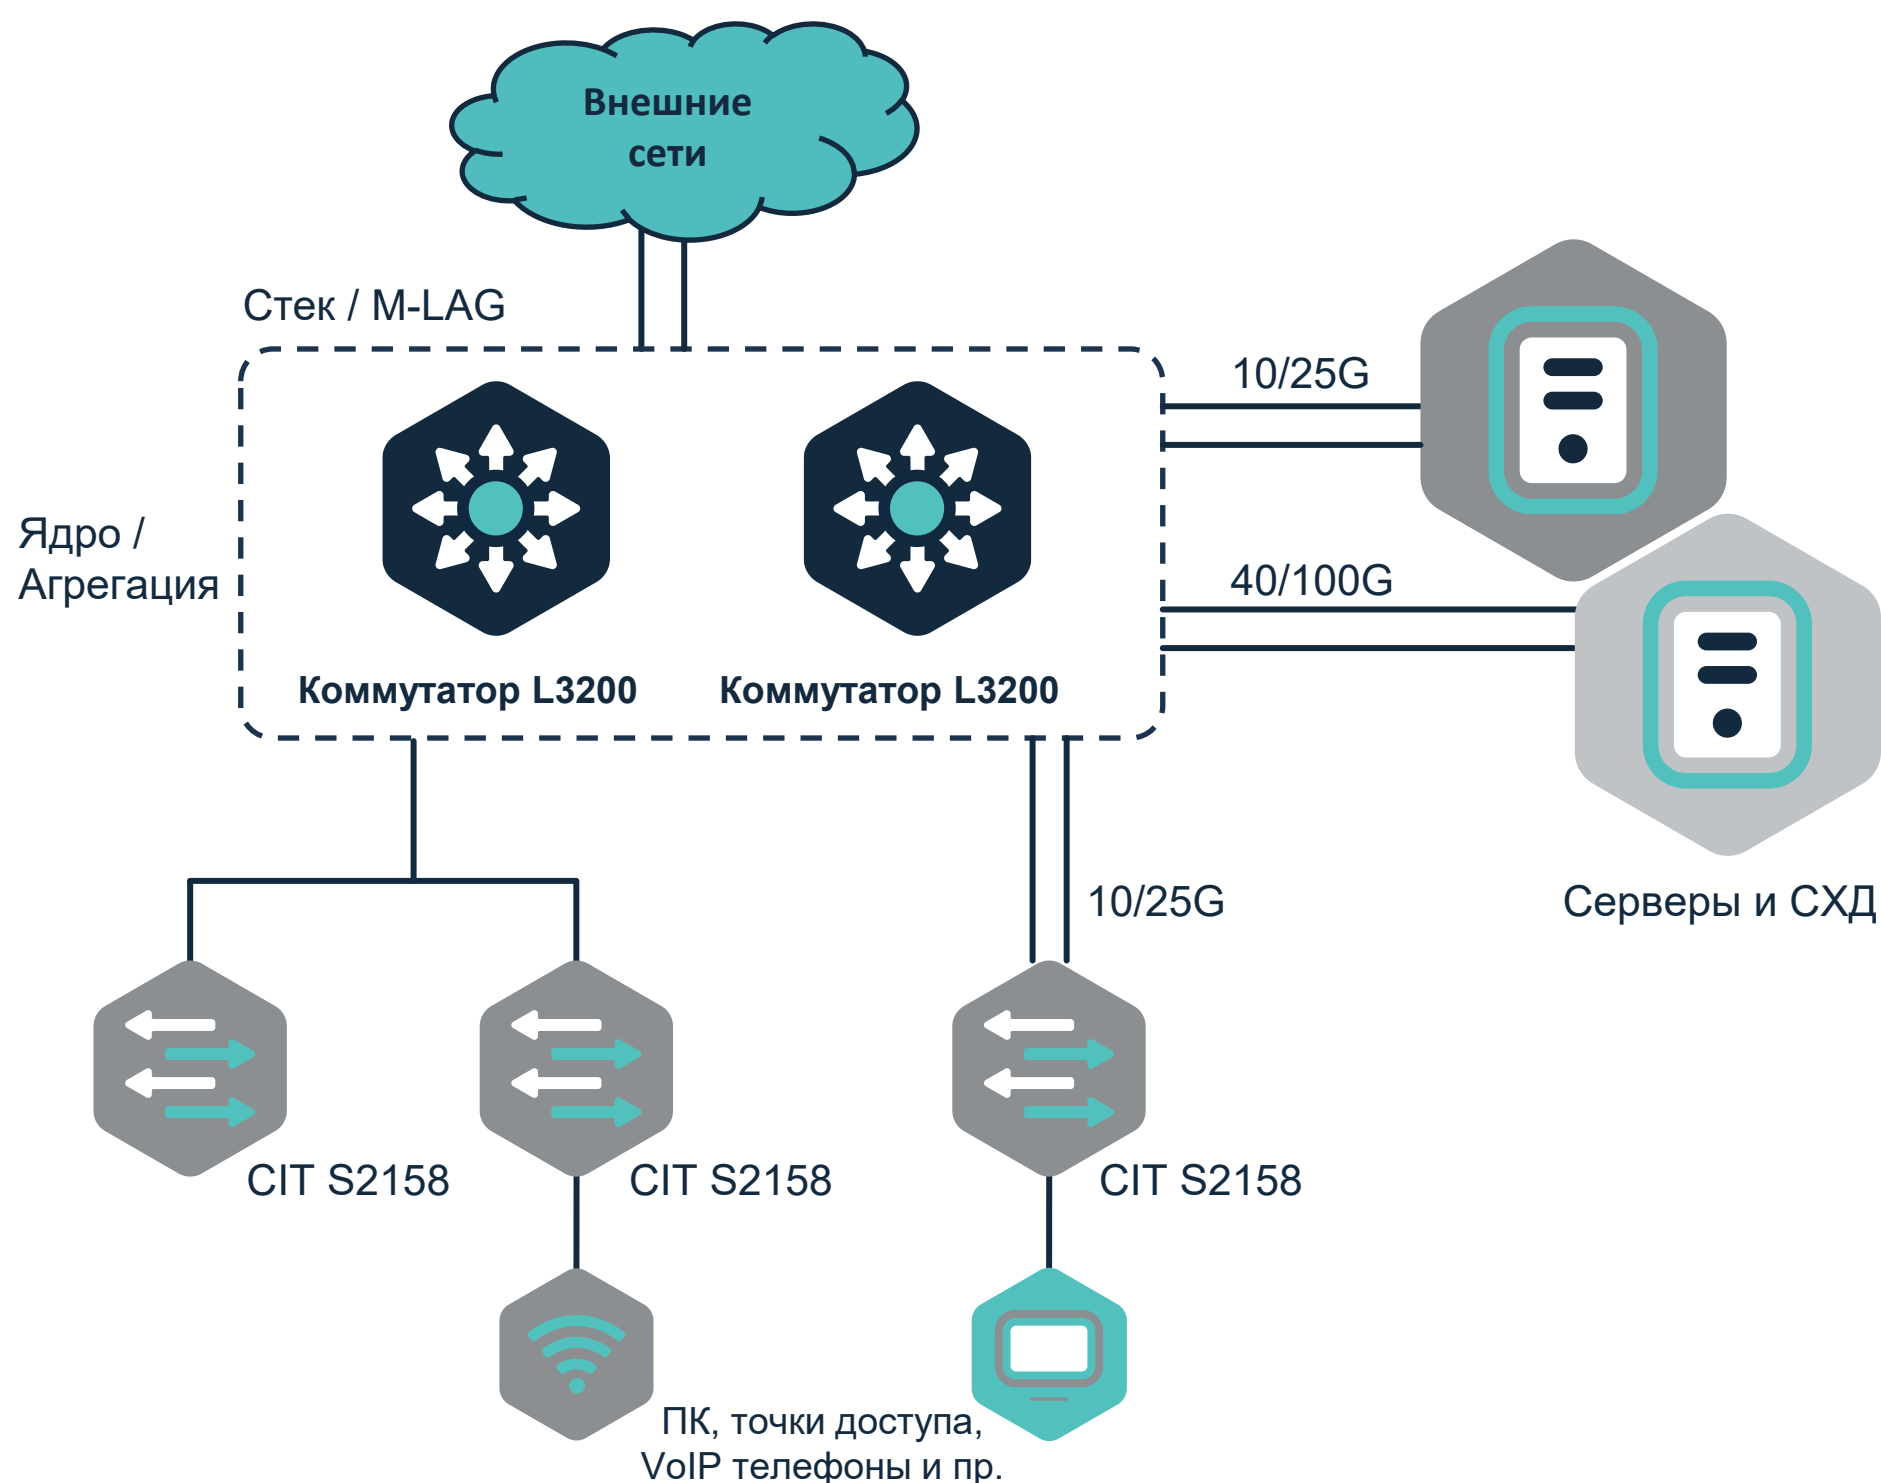 Внешние
сети
Стек / M-LAG
10/25G
Ядро /
Агрегация
40/100G
Коммутатор L3200
Коммутатор L3200
10/25G
Серверы и СХД
CIT S2158
CIT S2158
CIT S2158
ПК, точки доступа,
VoIP телефоны и пр.